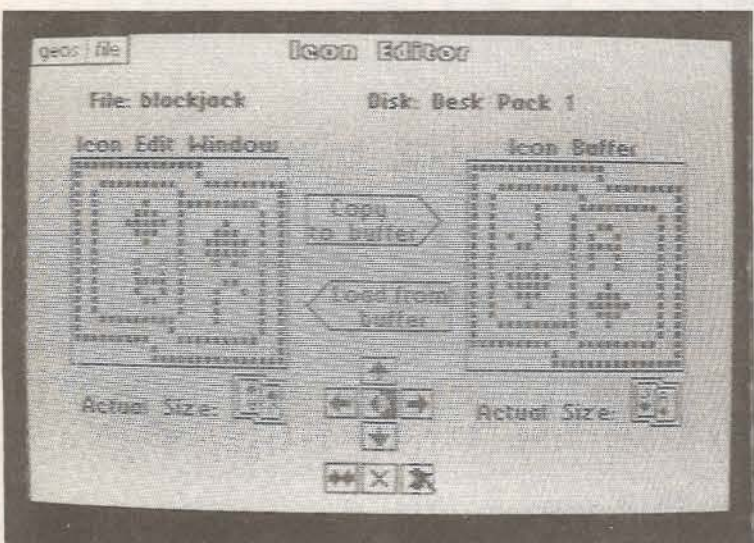 geos file
Icon Editor
File: blackjack
Disk: Desk Pack 1
Icon Edit Window
Icon Buffer
Copy
to buffer
Load from
buffer
Actual Size:
Actual Size: